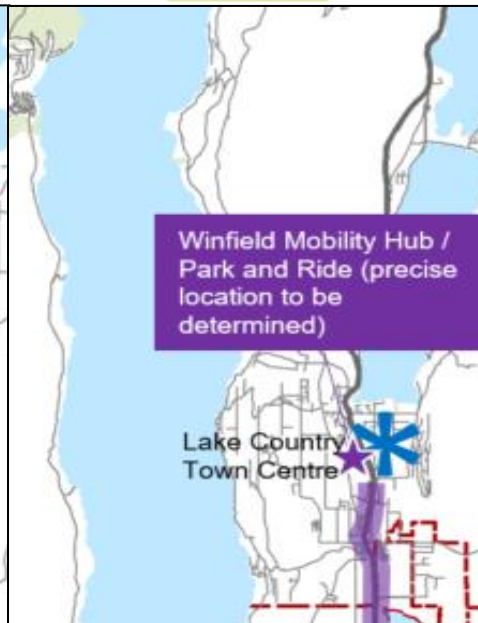 Winfield Mobility Hub /
Park and Ride (precise
location to be
determined)
Lake Country
Town Centre